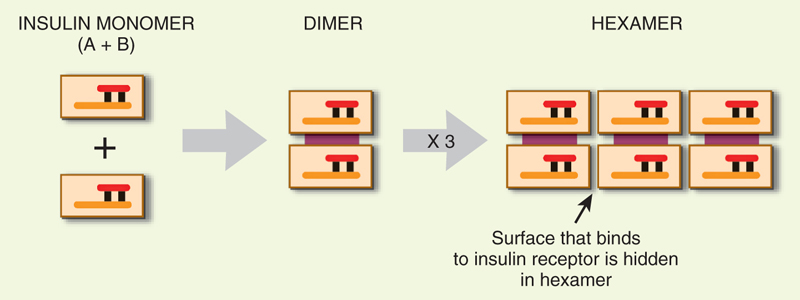 INSULIN MONOMER
(A + B)
DIMER
HEXAMER
+
X 3
Surface that binds
to insulin receptor is hidden
in hexamer